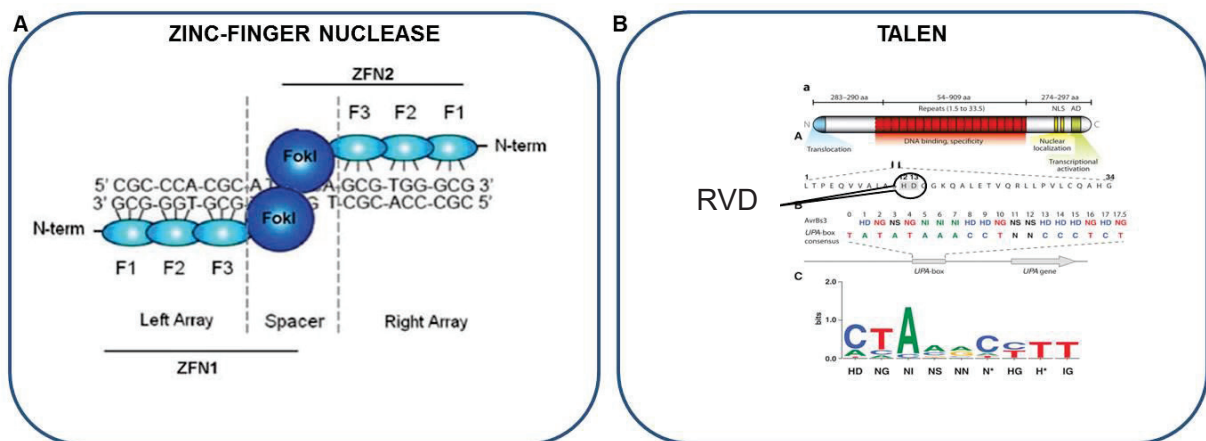 A
ZINC-FINGER NUCLEASE
ZFN2
F3 F2 F1
FokI
N-term
5' CGC-CCA-CGC-AT A-GCG-TGG-GCG 3'
3' GCG-GGT-GCG G T-CGC-ACC-CGC 5'
FokI
N-term
F1 F2 F3
Left Array Spacer Right Array
ZFN1
B
TALEN
a
283–290 aa 54–909 aa 274–297 aa
Repeats (1.5 to 33.5) NLS AD
N C
A
Translocation DNA binding, specificity Nuclear localization
Transcriptional activation
1 12 13 34
L T P E Q V V A L A H D G K Q A L E T V Q R L L P V L C Q A H G
RVD
B
0 1 2 3 4 5 6 7 8 9 10 11 12 13 15 16 17 17.5
AvrBs3 HD NG NS NG NI NI NI HD HD NG NS NS HD HD HD NG HD NG
UPA-box consensus T A T A T A A A C C T N N C C C T C T
UPA-box UPA gene
C
2.0
1.0
0.0
bits
C T A A A C C T T
HD NG NI NS NN N* HG H* IG